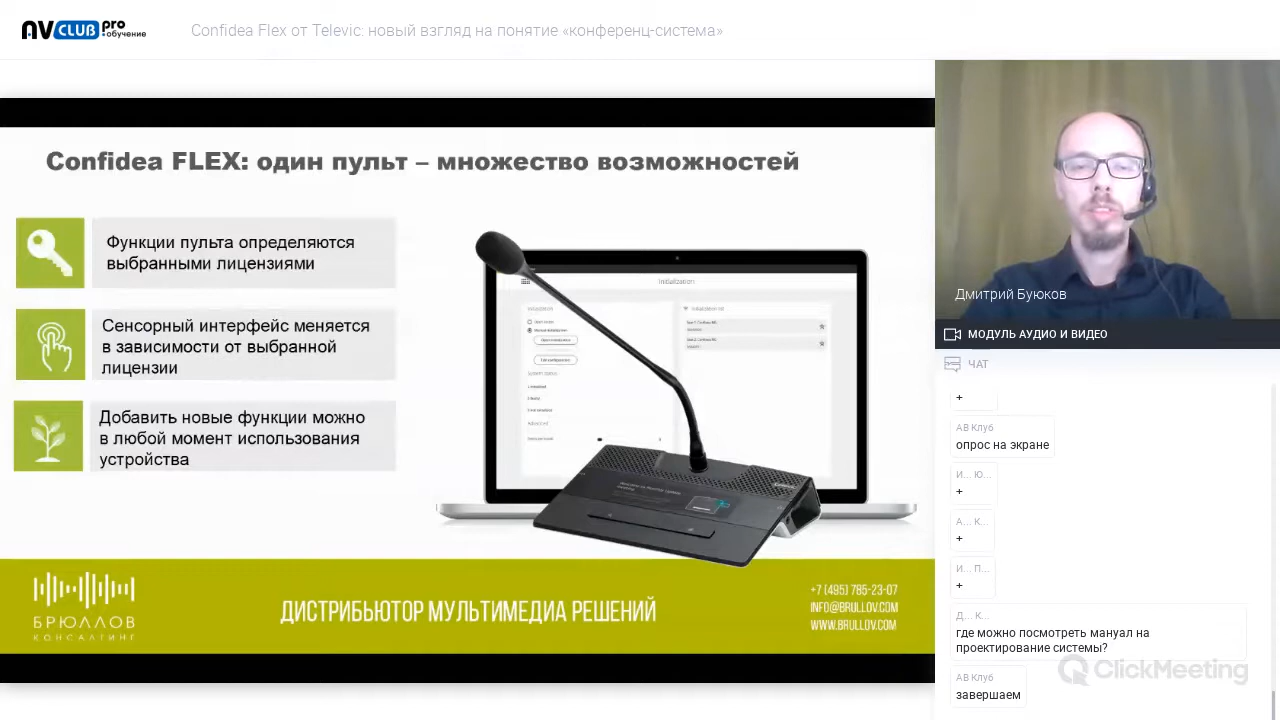 AVCLUB pro
обучение
Confidea Flex от Televic: новый взгляд на понятие «конференц-система»
Confidea FLEX: один пульт – множество возможностей
Функции пульта определяются
выбранными лицензиями
Сенсорный интерфейс меняется
в зависимости от выбранной
лицензии
Добавить новые функции можно
в любой момент использования
устройства
Initialization
Initialization
БРЮЛЛОВ
КОНСАЛТИНГ
ДИСТРИБЬЮТОР МУЛЬТИМЕДИА РЕШЕНИЙ
+7 (495) 785-23-07
INFO@BRULLOV.COM
WWW.BRULLOV.COM
Дмитрий Буюков
МОДУЛЬ АУДИО И ВИДЕО
ЧАТ
+
АВ Клуб
опрос на экране
И... Ю...
+
А... К...
+
И... П...
+
Д... К...
где можно посмотреть мануал на
проектирование системы?
АВ Клуб
завершаем
ClickMeeting